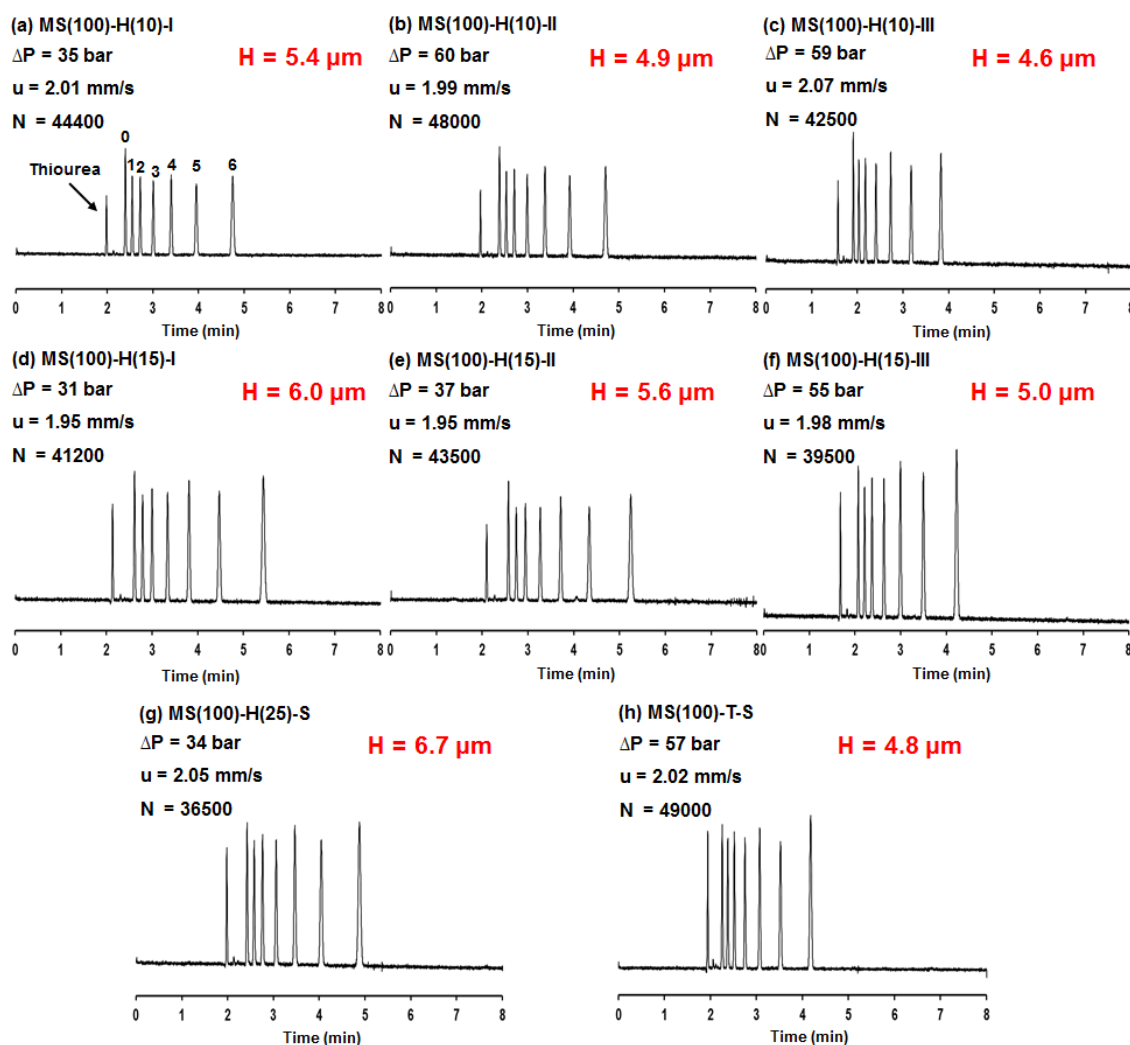 (a) MS(100)-H(10)-I
ΔP = 35 bar
H = 5.4 µm
u = 2.01 mm/s
N = 44400
Thiourea
0
1 2 3 4 5 6
0 1 2 3 4 5 6 7 8
Time (min)
(b) MS(100)-H(10)-II
ΔP = 60 bar
H = 4.9 µm
u = 1.99 mm/s
N = 48000
0 1 2 3 4 5 6 7 8
Time (min)
(c) MS(100)-H(10)-III
ΔP = 59 bar
H = 4.6 µm
u = 2.07 mm/s
N = 42500
0 1 2 3 4 5 6 7 8
Time (min)
(d) MS(100)-H(15)-I
ΔP = 31 bar
H = 6.0 µm
u = 1.95 mm/s
N = 41200
0 1 2 3 4 5 6 7 8
Time (min)
(e) MS(100)-H(15)-II
ΔP = 37 bar
H = 5.6 µm
u = 1.95 mm/s
N = 43500
0 1 2 3 4 5 6 7 8
Time (min)
(f) MS(100)-H(15)-III
ΔP = 55 bar
H = 5.0 µm
u = 1.98 mm/s
N = 39500
0 1 2 3 4 5 6 7 8
Time (min)
(g) MS(100)-H(25)-S
ΔP = 34 bar
H = 6.7 µm
u = 2.05 mm/s
N = 36500
0 1 2 3 4 5 6 7 8
Time (min)
(h) MS(100)-T-S
ΔP = 57 bar
H = 4.8 µm
u = 2.02 mm/s
N = 49000
0 1 2 3 4 5 6 7 8
Time (min)